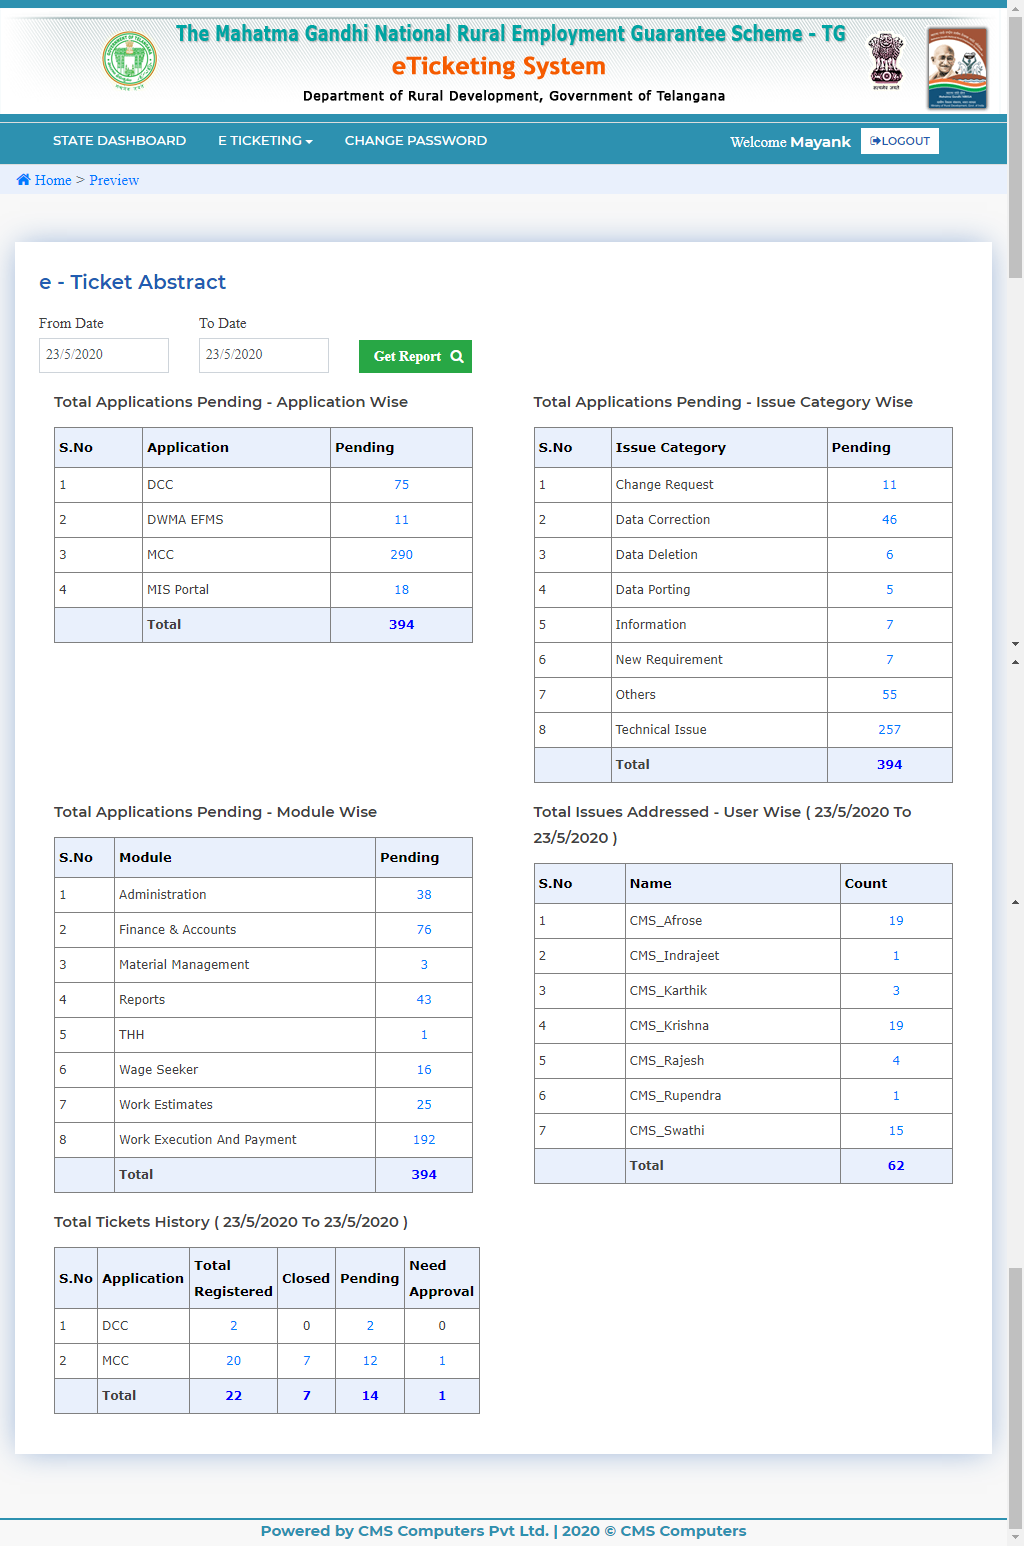 The Mahatma Gandhi National Rural Employment Guarantee Scheme - TG
eTicketing System
Department of Rural Development, Government of Telangana
STATE DASHBOARD E TICKETING CHANGE PASSWORD Welcome Mayank LOGOUT
Home > Preview
e - Ticket Abstract
From Date To Date
23/5/2020 23/5/2020 Get Report
Total Applications Pending - Application Wise
S.No Application Pending
1 DCC 75
2 DWMA EFMS 11
3 MCC 290
4 MIS Portal 18
Total 394
Total Applications Pending - Issue Category Wise
S.No Issue Category Pending
1 Change Request 11
2 Data Correction 46
3 Data Deletion 6
4 Data Porting 5
5 Information 7
6 New Requirement 7
7 Others 55
8 Technical Issue 257
Total 394
Total Applications Pending - Module Wise
S.No Module Pending
1 Administration 38
2 Finance & Accounts 76
3 Material Management 3
4 Reports 43
5 THH 1
6 Wage Seeker 16
7 Work Estimates 25
8 Work Execution And Payment 192
Total 394
Total Issues Addressed - User Wise ( 23/5/2020 To
23/5/2020 )
S.No Name Count
1 CMS_Afrose 19
2 CMS_Indrajeet 1
3 CMS_Karthik 3
4 CMS_Krishna 19
5 CMS_Rajesh 4
6 CMS_Rupendra 1
7 CMS_Swathi 15
Total 62
Total Tickets History ( 23/5/2020 To 23/5/2020 )
S.No Application Total Registered Closed Pending Need Approval
1 DCC 2 0 2 0
2 MCC 20 7 12 1
Total 22 7 14 1
Powered by CMS Computers Pvt Ltd. | 2020 © CMS Computers